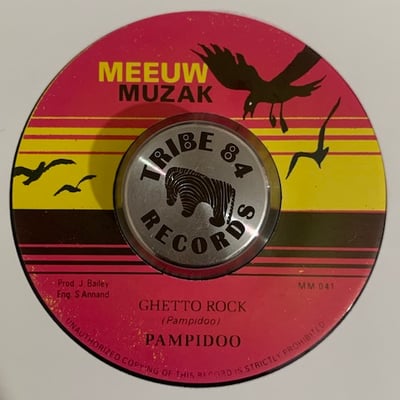 MEEUW
MUZAK
TRIBE 84
RECORDS
Prod. J. Bailey
Eng. S Annand
MM 041
GHETTO ROCK
(Pampidoo)
PAMPIDOO
UNAUTHORIZED COPYING OF THIS RECORD IS STRICTLY PROHIBITED